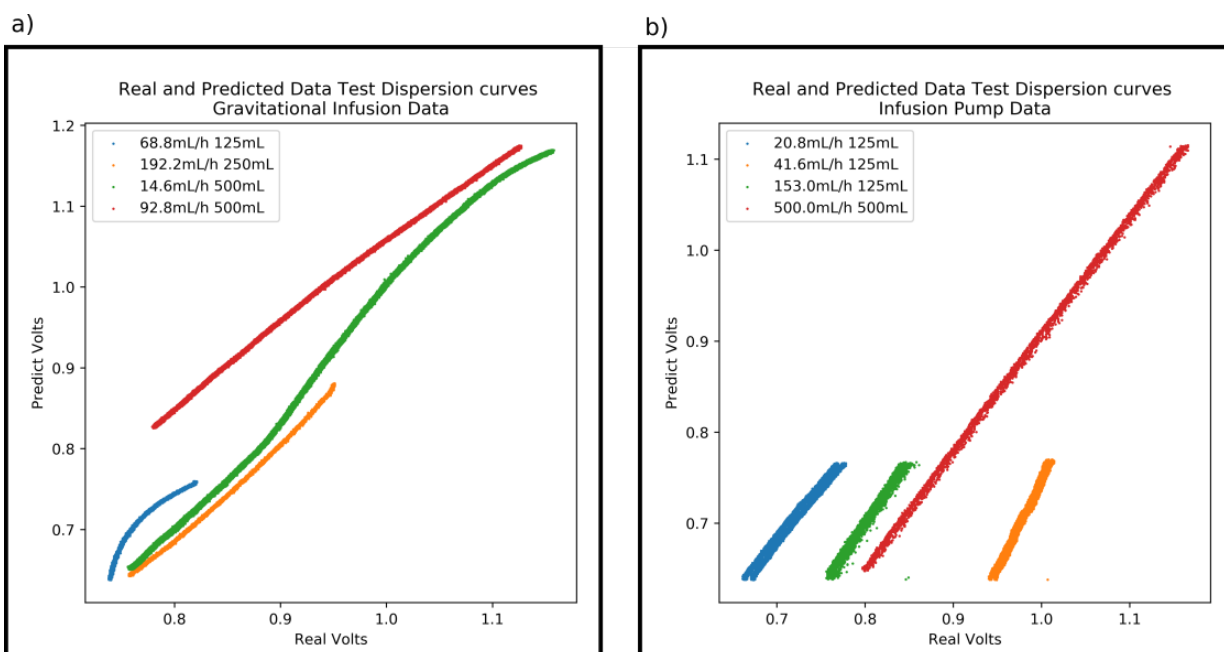 a)
Real and Predicted Data Test Dispersion curves
Gravitational Infusion Data
68.8mL/h 125mL
192.2mL/h 250mL
14.6mL/h 500mL
92.8mL/h 500mL
1.2
1.1
1.0
0.9
0.8
0.7
Predict Volts
0.8 0.9 1.0 1.1
Real Volts
b)
Real and Predicted Data Test Dispersion curves
Infusion Pump Data
20.8mL/h 125mL
41.6mL/h 125mL
153.0mL/h 125mL
500.0mL/h 500mL
1.1
1.0
0.9
0.8
0.7
Predict Volts
0.7 0.8 0.9 1.0 1.1
Real Volts